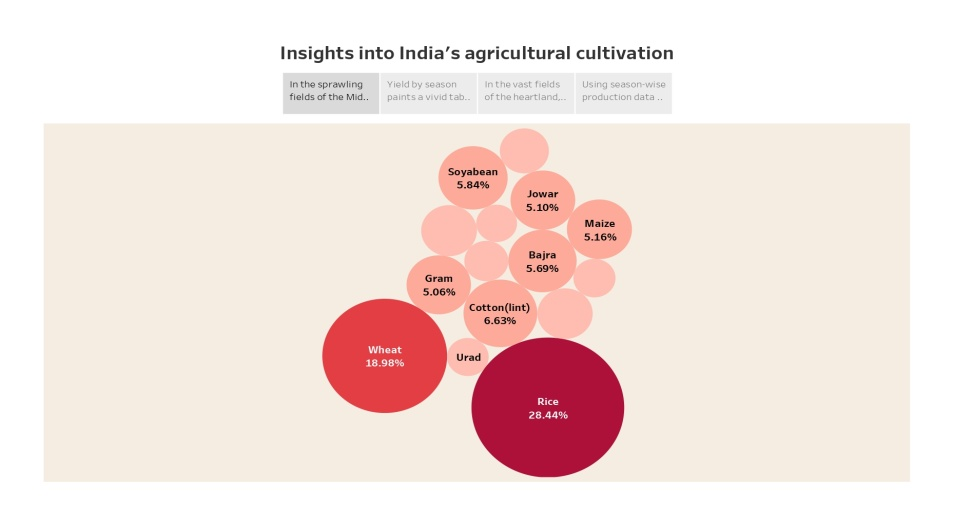 Insights into India’s agricultural cultivation
In the sprawling
fields of the Mid..
Yield by season
paints a vivid tab..
In the vast fields
of the heartland,..
Using season-wise
production data ..
Soyabean
5.84%
Jowar
5.10%
Maize
5.16%
Bajra
5.69%
Gram
5.06%
Cotton(lint)
6.63%
Wheat
18.98%
Urad
Rice
28.44%